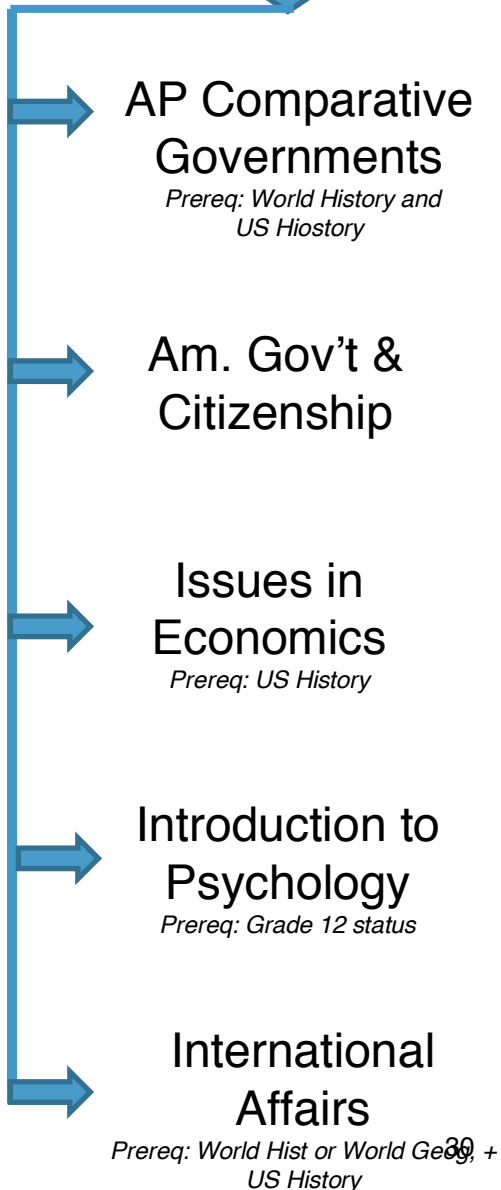 AP Comparative
Governments
Prereq: World History and
US Hiostory
Am. Gov't &
Citizenship
Issues in
Economics
Prereq: US History
Introduction to
Psychology
Prereq: Grade 12 status
International
Affairs
Prereq: World Hist or World Geog, +
30
US History